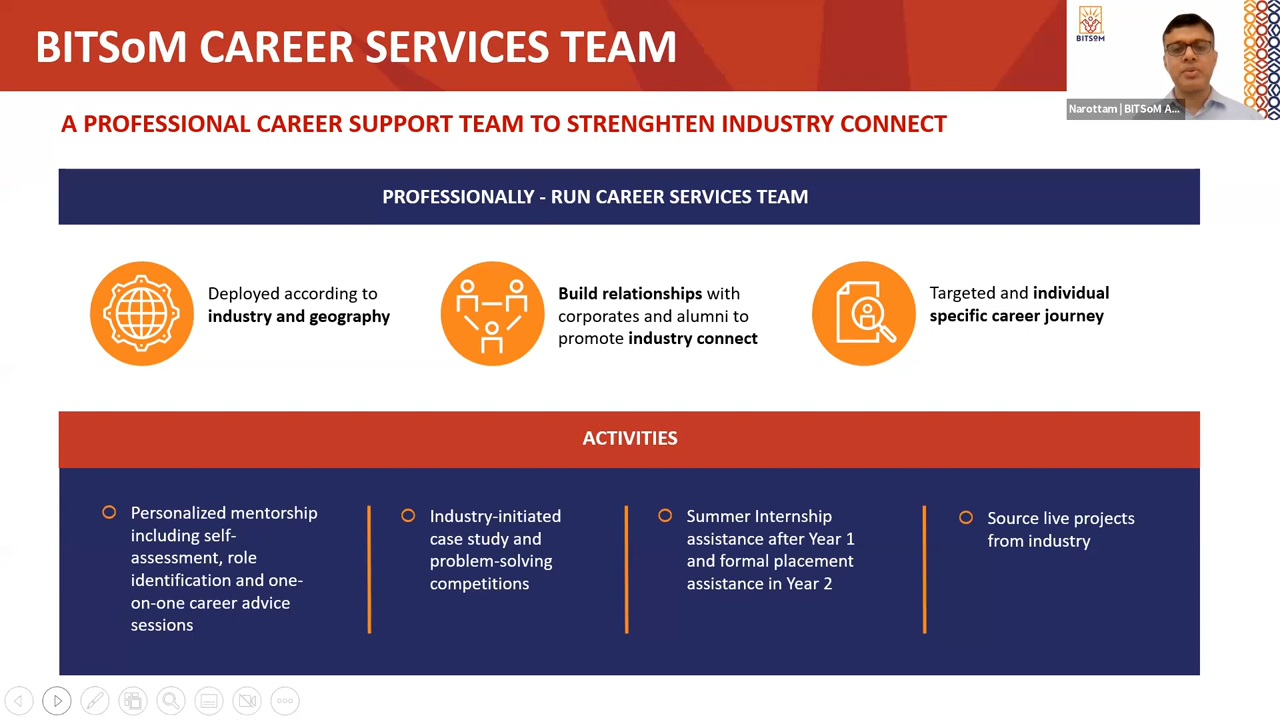 BITSoM CAREER SERVICES TEAM
BITSoM
Narottam | BITSoM A...
A PROFESSIONAL CAREER SUPPORT TEAM TO STRENGHTEN INDUSTRY CONNECT
PROFESSIONALLY - RUN CAREER SERVICES TEAM
Deployed according to
industry and geography
Build relationships with
corporates and alumni to
promote industry connect
Targeted and individual
specific career journey
ACTIVITIES
Personalized mentorship
including self-
assessment, role
identification and one-
on-one career advice
sessions
Industry-initiated
case study and
problem-solving
competitions
Summer Internship
assistance after Year 1
and formal placement
assistance in Year 2
Source live projects
from industry